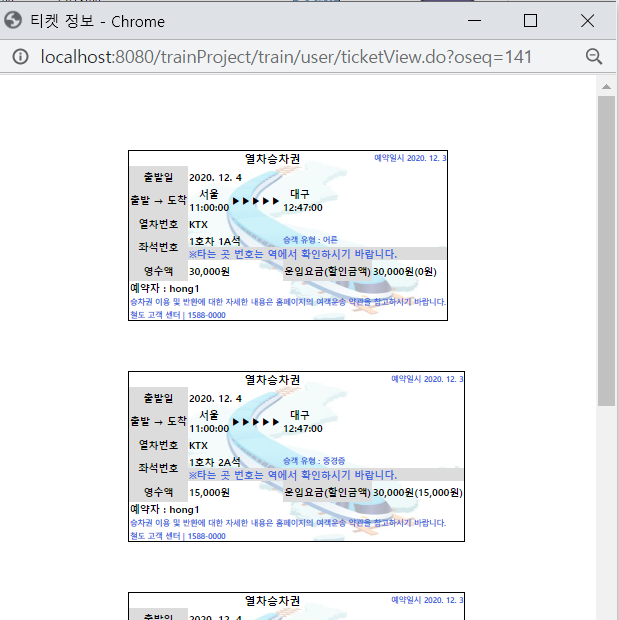 티켓 정보 - Chrome
localhost:8080/trainProject/train/user/ticketView.do?oseq=141
열차승차권 예약일시 2020. 12. 3
출발일 2020. 12. 4
출발 → 도착 서울 11:00:00 ▶▶▶▶▶ 대구 12:47:00
열차번호 KTX
좌석번호 1호차 1A석 승객 유형 : 어른
※타는 곳 번호는 역에서 확인하시기 바랍니다.
영수액 30,000원 운임요금(할인금액) 30,000원(0원)
예약자 : hong1
승차권 이용 및 반환에 대한 자세한 내용은 홈페이지의 여객운송 약관을 참고하시기 바랍니다.
철도 고객 센터 | 1588-0000
열차승차권 예약일시 2020. 12. 3
출발일 2020. 12. 4
출발 → 도착 서울 11:00:00 ▶▶▶▶▶ 대구 12:47:00
열차번호 KTX
좌석번호 1호차 2A석 승객 유형 : 중경증
※타는 곳 번호는 역에서 확인하시기 바랍니다.
영수액 15,000원 운임요금(할인금액) 30,000원(15,000원)
예약자 : hong1
승차권 이용 및 반환에 대한 자세한 내용은 홈페이지의 여객운송 약관을 참고하시기 바랍니다.
철도 고객 센터 | 1588-0000
열차승차권 예약일시 2020. 12. 3
출발일 2020. 12. 4